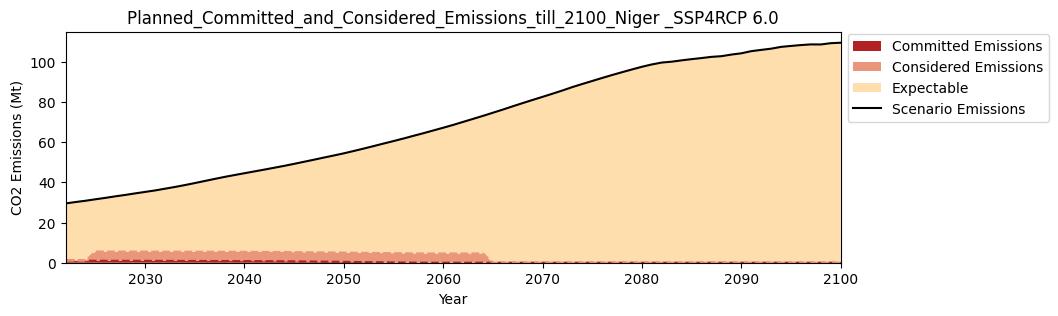 Planned_Committed_and_Considered_Emissions_till_2100_Niger _SSP4RCP 6.0
CO2 Emissions (Mt)
100
80
60
40
20
0
2030 2040 2050 2060 2070 2080 2090 2100
Year
Committed Emissions
Considered Emissions
Expectable
Scenario Emissions